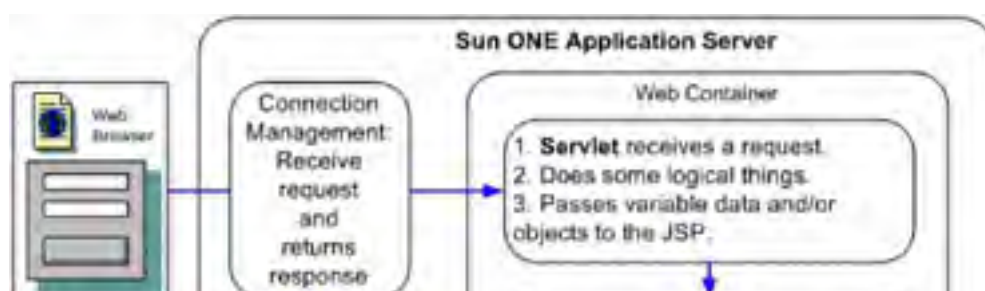 Sun ONE Application Server
Web
Browser
Connection
Management:
Receive
request
and
returns
response
Web Container
1. Servlet receives a request.
2. Does some logical things.
3. Passes variable data and/or
objects to the JSP.